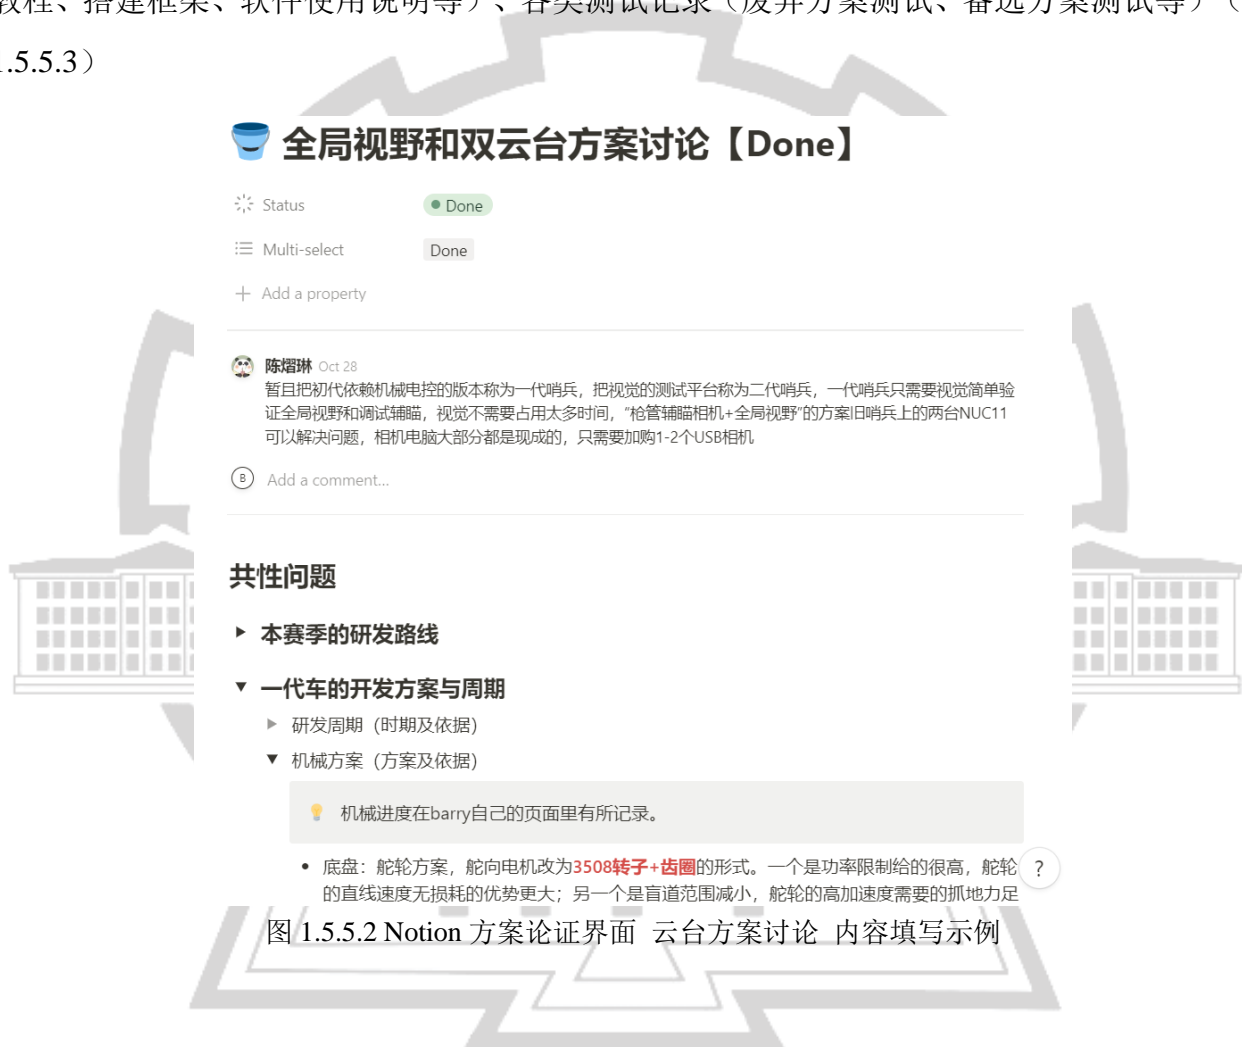 教程、搭建框架、软件使用说明等）、各类测试记录（废弃方案测试、备选方案测试等）（
1.5.5.3）
全局视野和双云台方案讨论【Done】
Status Done
Multi-select Done
Add a property
陈熠琳 Oct 28
暂且把初代依赖机械电控的版本称为一代哨兵，把视觉的测试平台称为二代哨兵，一代哨兵只需要视觉简单验
证全局视野和调试辅瞄，视觉不需要占用太多时间，“枪管辅瞄相机+全局视野”的方案旧哨兵上的两台NUC11
可以解决问题，相机电脑大部分都是现成的，只需要加购1-2个USB相机
B Add a comment...
共性问题
本赛季的研发路线
一代车的开发方案与周期
研发周期（时期及依据）
机械方案（方案及依据）
机械进度在barry自己的页面里有所记录。
底盘：舵轮方案，舵向电机改为3508转子+齿圈的形式。一个是功率限制给的很高，舵轮
的直线速度无损耗的优势更大；另一个是盲道范围减小，舵轮的高加速度需要的抓地力足
?
图 1.5.5.2 Notion 方案论证界面 云台方案讨论 内容填写示例